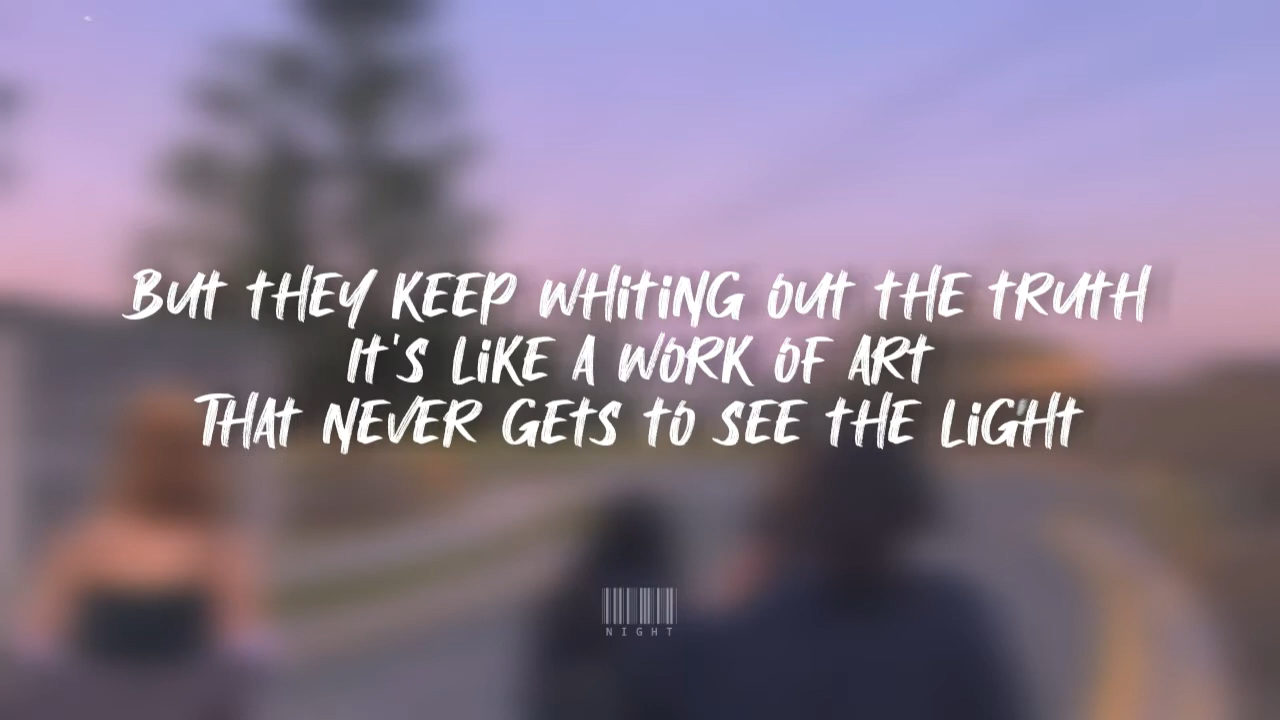 BUT THEY KEEP WHITING OUT THE TRUTH
IT'S LIKE A WORK OF ART
THAT NEVER GETS TO SEE THE LIGHT
NIGHT